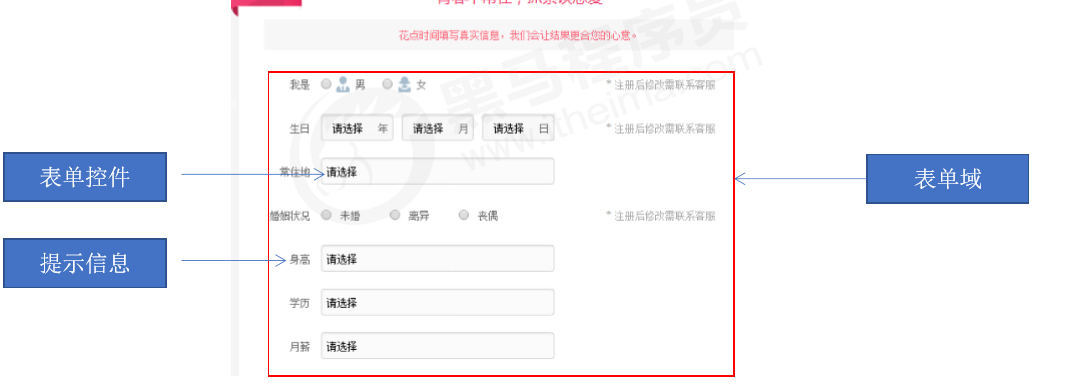 花点时间填写真实信息，我们会让结果更合您的心意。
我是 男 女 *注册后修改需联系客服
生日 请选择 年 请选择 月 请选择 日 *注册后修改需联系客服
表单控件
常住地 请选择
表单域
婚姻状况 未婚 离异 丧偶 *注册后修改需联系客服
提示信息
身高 请选择
学历 请选择
月薪 请选择
黑马程序员
www.itheima.com